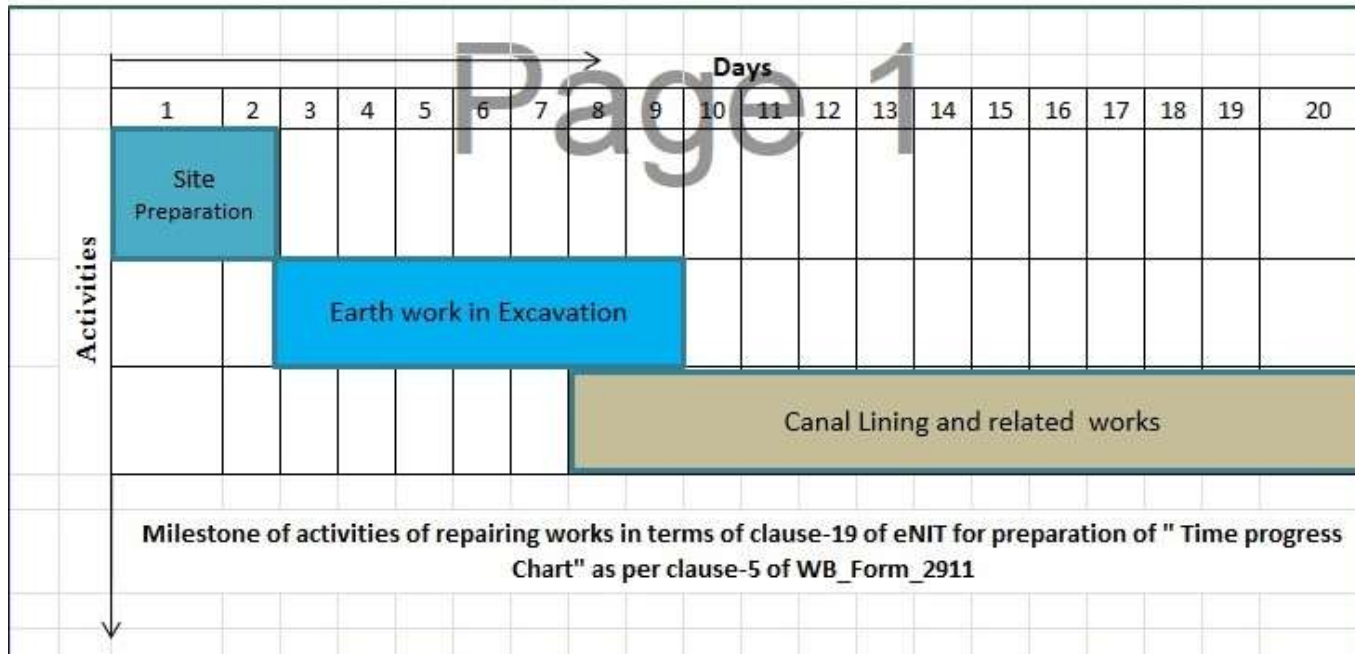 Page 1
Days
1 2 3 4 5 6 7 8 9 10 11 12 13 14 15 16 17 18 19 20
Activities
Site
Preparation
Earth work in Excavation
Canal Lining and related works
Milestone of activities of repairing works in terms of clause-19 of eNIT for preparation of " Time progress
Chart" as per clause-5 of WB_Form_2911